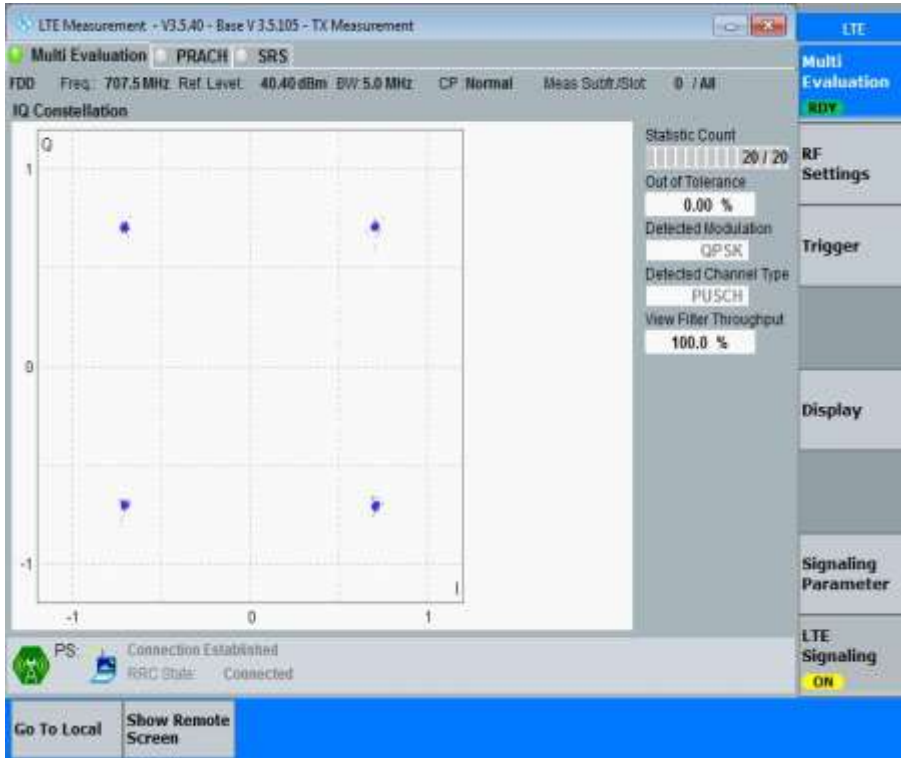 LTE Measurement - V3.5.40 - Base V 3.5.105 - TX Measurement
Multi Evaluation PRACH SRS
FDD Freq.: 707.5 MHz Ref. Level: 40.40 dBm BW: 5.0 MHz CP: Normal Meas Subfr./Slot: 0 / All
IQ Constellation
Q
1
0
-1
-1 0 1
I
Statistic Count
20 / 20
Out of Tolerance
0.00 %
Detected Modulation
QPSK
Detected Channel Type
PUSCH
View Filter Throughput
100.0 %
PS:
Connection Established
RRC State: Connected
LTE
Multi
Evaluation
RDY
RF
Settings
Trigger
Display
Signaling
Parameter
LTE
Signaling
ON
Go To Local
Show Remote
Screen